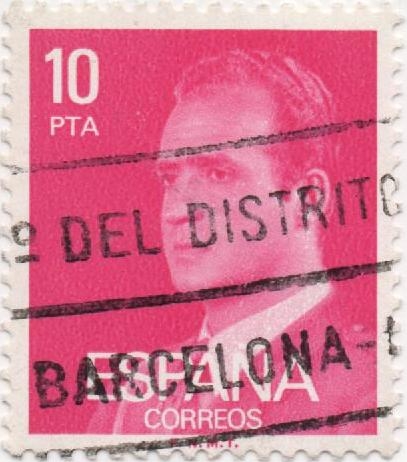 10
PTA
º DEL DISTRITO
BARCELONA-
ESPAÑA
CORREOS
F.N.M.T.